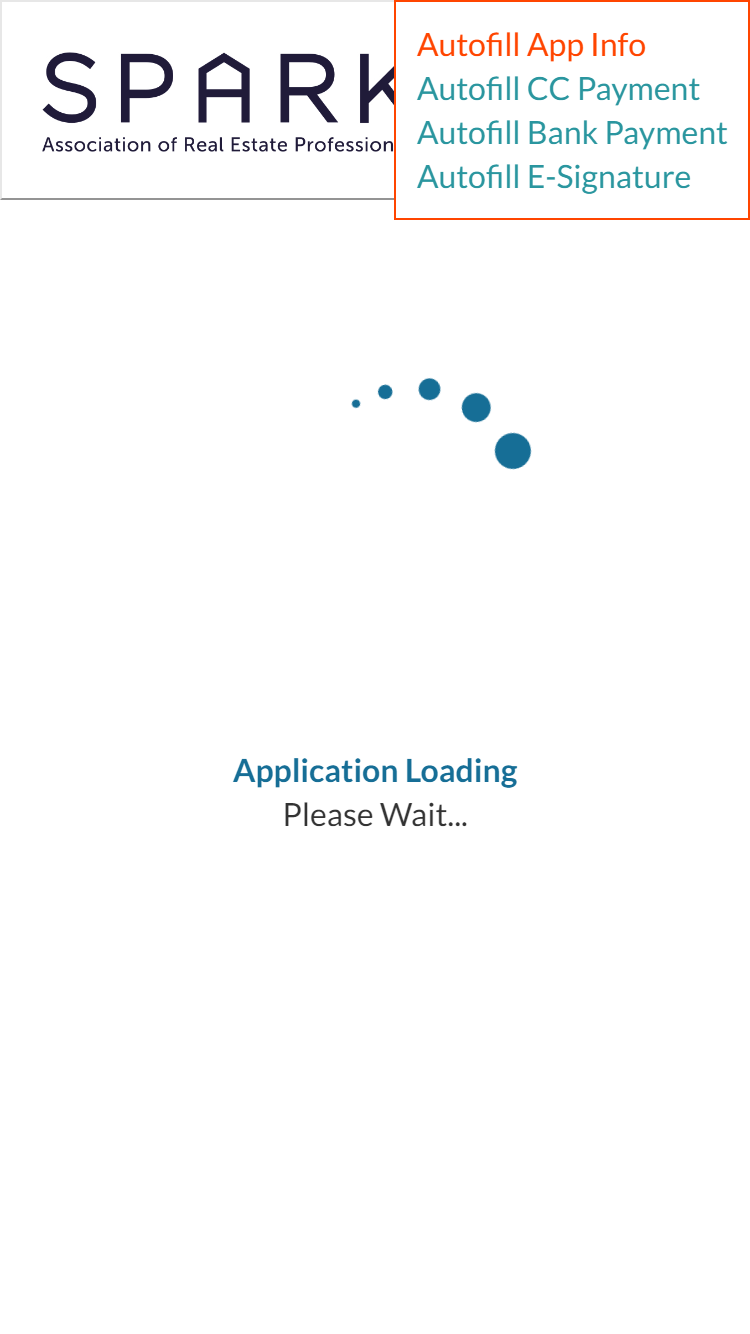 SPARK
Association of Real Estate Profession
Autofill App Info
Autofill CC Payment
Autofill Bank Payment
Autofill E-Signature
Application Loading
Please Wait...